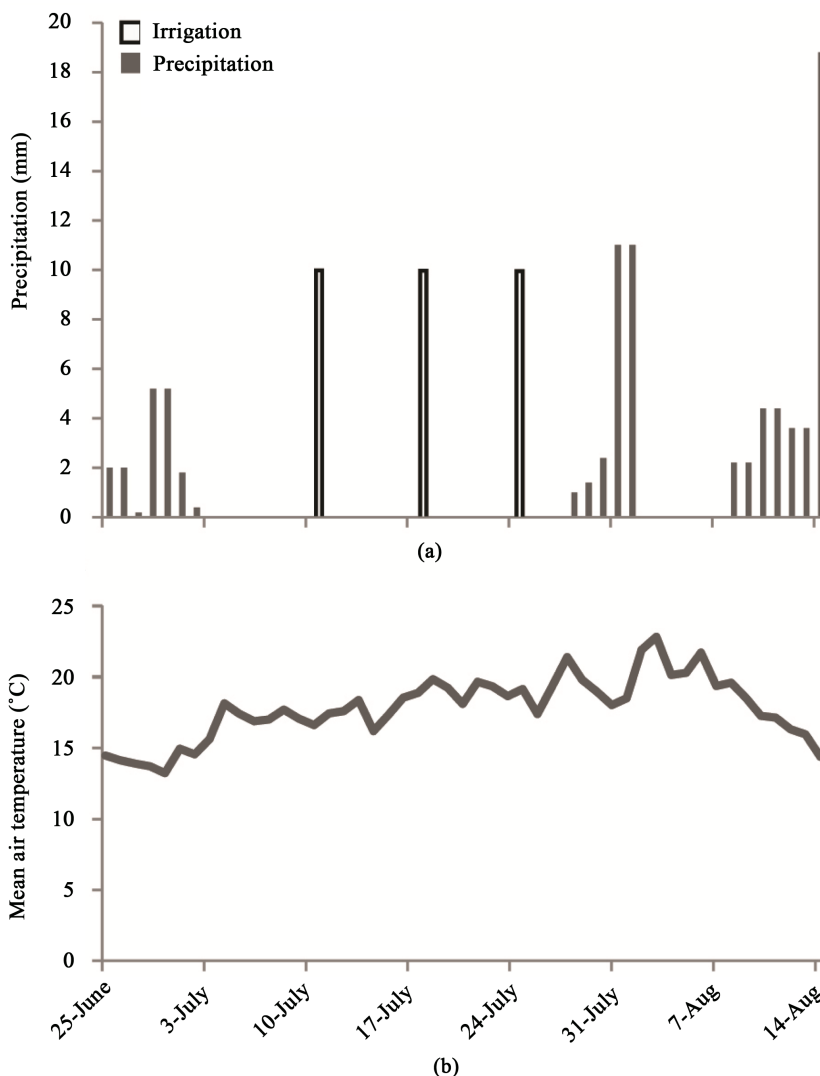 Irrigation
Precipitation
Precipitation (mm)
20
18
16
14
12
10
8
6
4
2
0
(a)
Mean air temperature (°C)
25
20
15
10
5
0
25-June
3-July
10-July
17-July
24-July
31-July
7-Aug
14-Aug
(b)